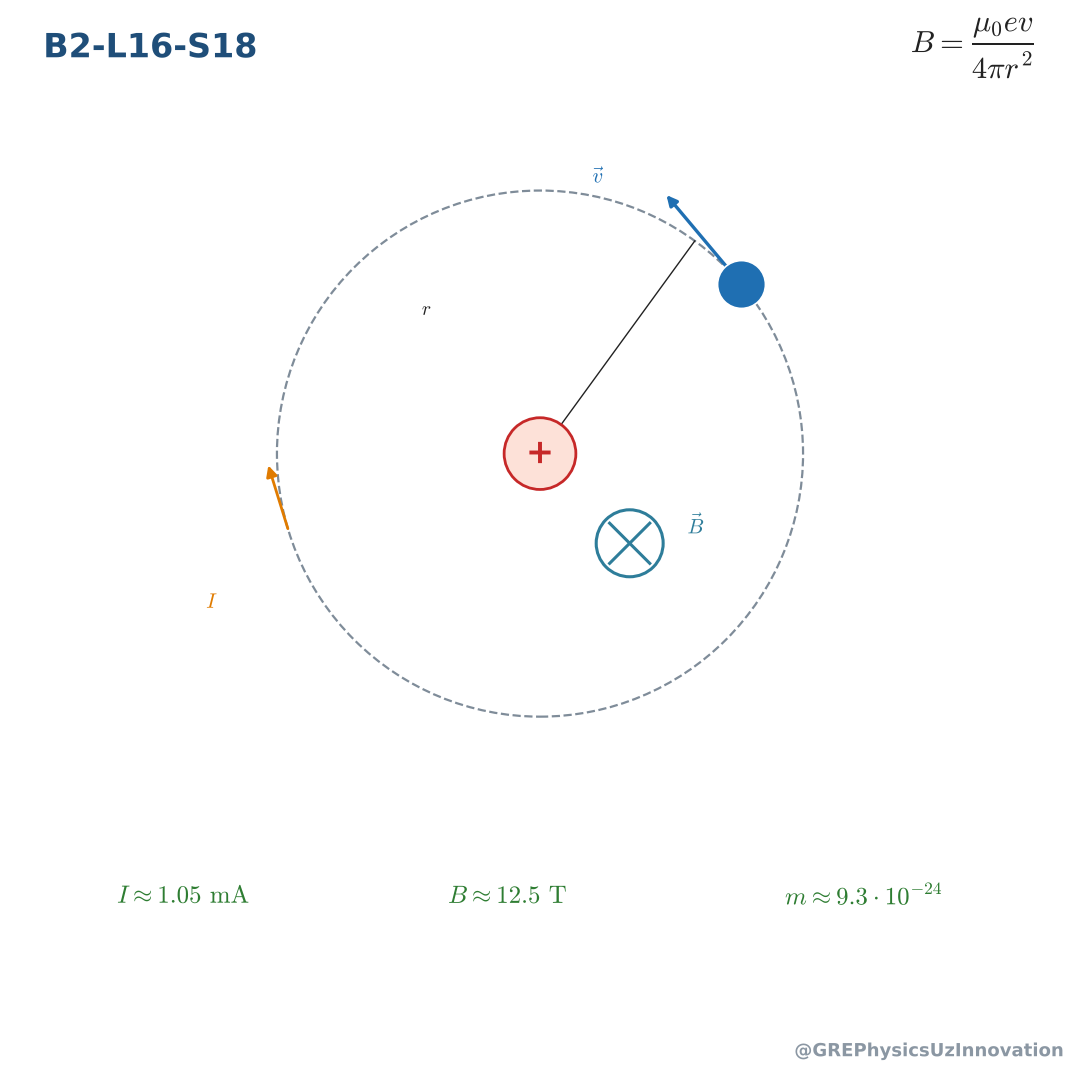 B2-L16-S18
B = μ₀ev / 4πr²
v⃗
r
+
B⃗
I
I ≈ 1.05 mA
B ≈ 12.5 T
m ≈ 9.3 · 10⁻²⁴
@GREPhysicsUzInnovation